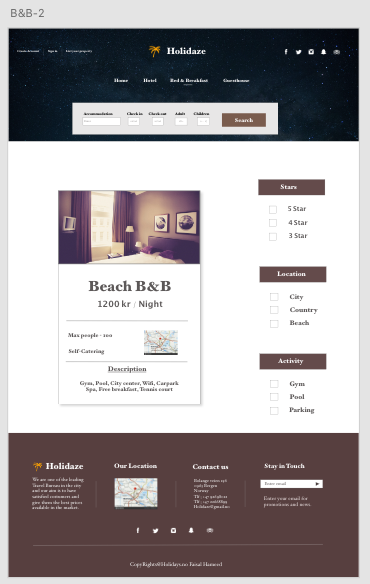 B&B-2
Create Account
Sign in
List your property
Holidaze
Home
Hotel
Bed & Breakfast
Guesthouse
Accommodation
Check in
Check out
Adult
Children
Search
Beach B&B
1200 kr / Night
Max people - 100
Self-Catering
Description
Gym, Pool, City center, Wifi, Carpark
Spa, Free breakfast, Tennis court
Stars
5 Star
4 Star
3 Star
Location
City
Country
Beach
Activity
Gym
Pool
Parking
Holidaze
We are one of the leading
Travel Bureau in the city
and our aim is to have
satisfied customers and
give them the best prices
available in the market.
Our Location
Contact us
Bergen
Norway
Stay in Touch
Enter email
Enter your email for
promotions and news.
CopyRights@Holidays.no Faisal Hameed